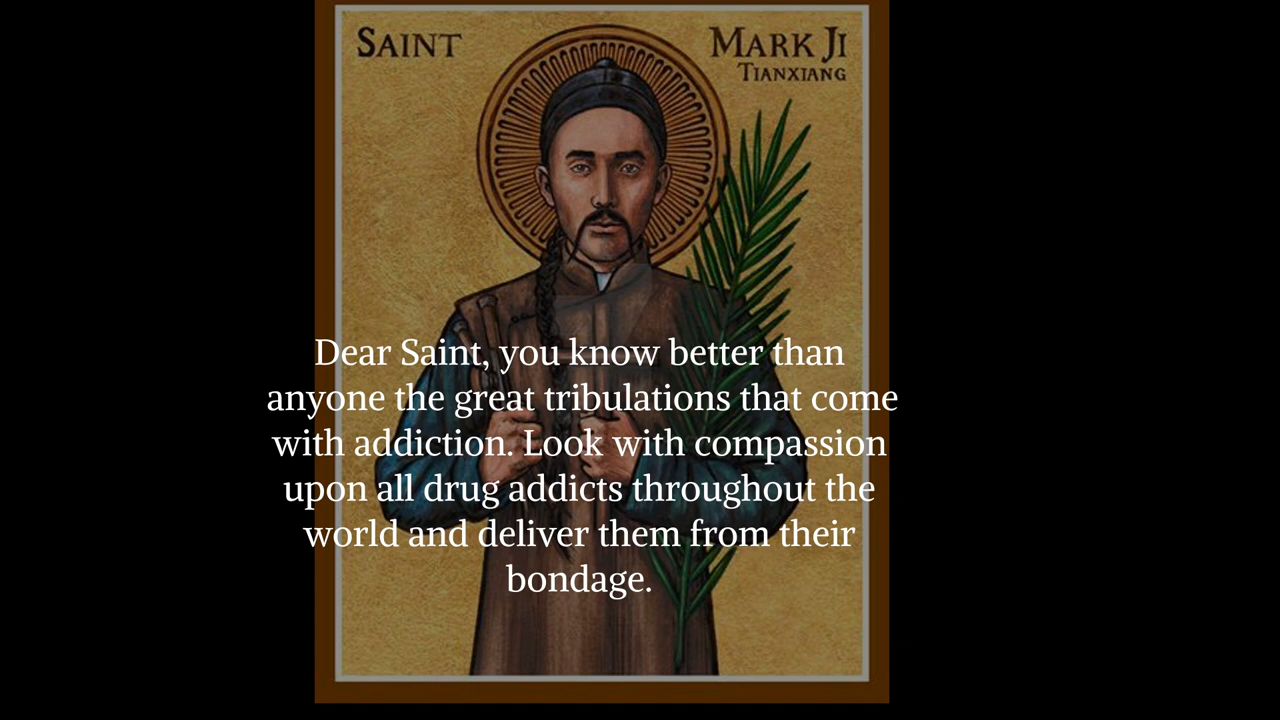 SAINT
MARK JI
TIANXIANG
Dear Saint, you know better than
anyone the great tribulations that come
with addiction. Look with compassion
upon all drug addicts throughout the
world and deliver them from their
bondage.